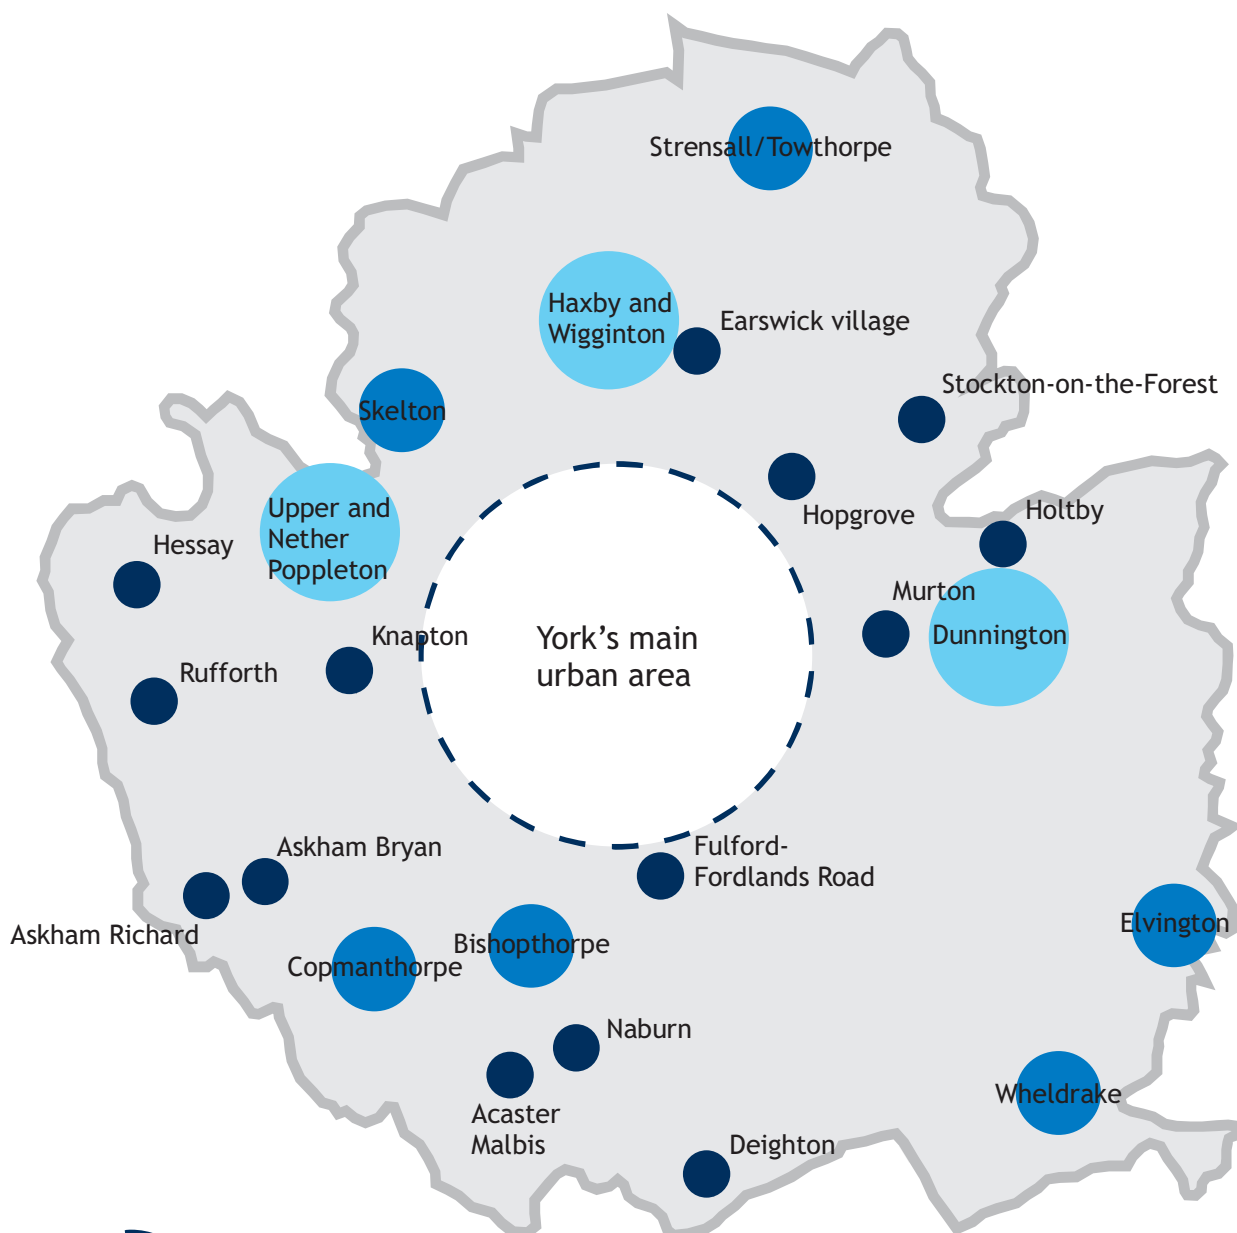 Strensall/Towthorpe
Haxby and
Wigginton
Earswick village
Stockton-on-the-Forest
Skelton
Upper and
Nether
Poppleton
Hopgrove
Holtby
Hessay
Murton
Dunnington
Knapton
York’s main
urban area
Rufforth
Askham Bryan
Fulford-
Fordlands Road
Askham Richard
Copmanthorpe
Bishopthorpe
Elvington
Naburn
Acaster
Malbis
Wheldrake
Deighton